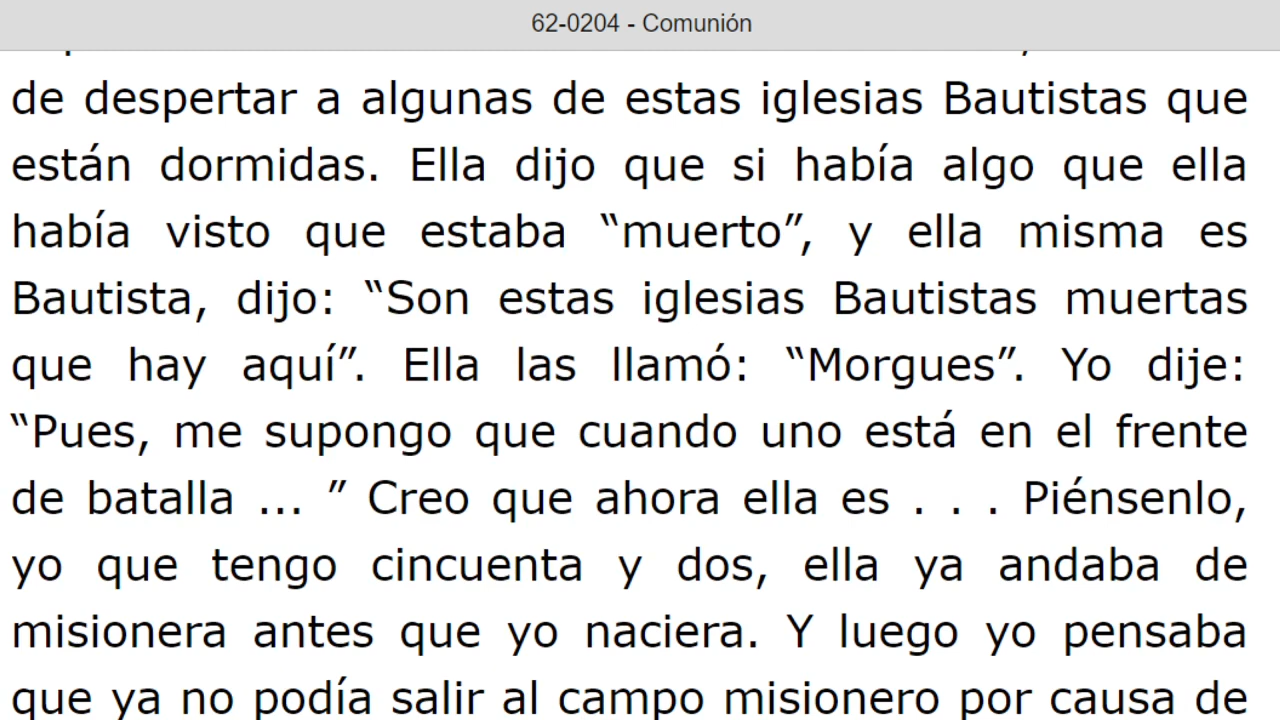 62-0204 - Comunión
de despertar a algunas de estas iglesias Bautistas que
están dormidas. Ella dijo que si había algo que ella
había visto que estaba “muerto”, y ella misma es
Bautista, dijo: “Son estas iglesias Bautistas muertas
que hay aquí”. Ella las llamó: “Morgues”. Yo dije:
“Pues, me supongo que cuando uno está en el frente
de batalla ... ” Creo que ahora ella es . . . Piénsenlo,
yo que tengo cincuenta y dos, ella ya andaba de
misionera antes que yo naciera. Y luego yo pensaba
que ya no podía salir al campo misionero por causa de